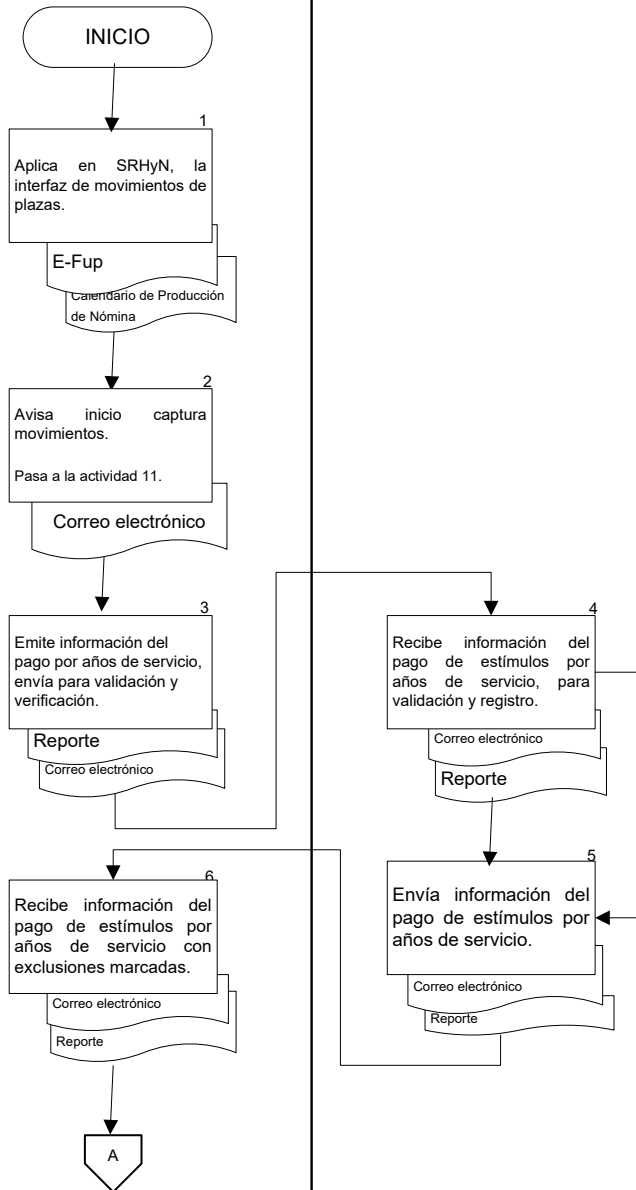 INICIO
1
Aplica en SRHyN, la
interfaz de movimientos de
plazas.
E-Fup
Calendario de Producción
de Nómina
2
Avisa inicio captura
movimientos.
Pasa a la actividad 11.
Correo electrónico
3
Emite información del
pago por años de servicio,
envía para validación y
verificación.
Reporte
Correo electrónico
4
Recibe información del
pago de estímulos por
años de servicio, para
validación y registro.
Correo electrónico
Reporte
5
Envía información del
pago de estímulos por
años de servicio.
Correo electrónico
Reporte
6
Recibe información del
pago de estímulos por
años de servicio con
exclusiones marcadas.
Correo electrónico
Reporte
A